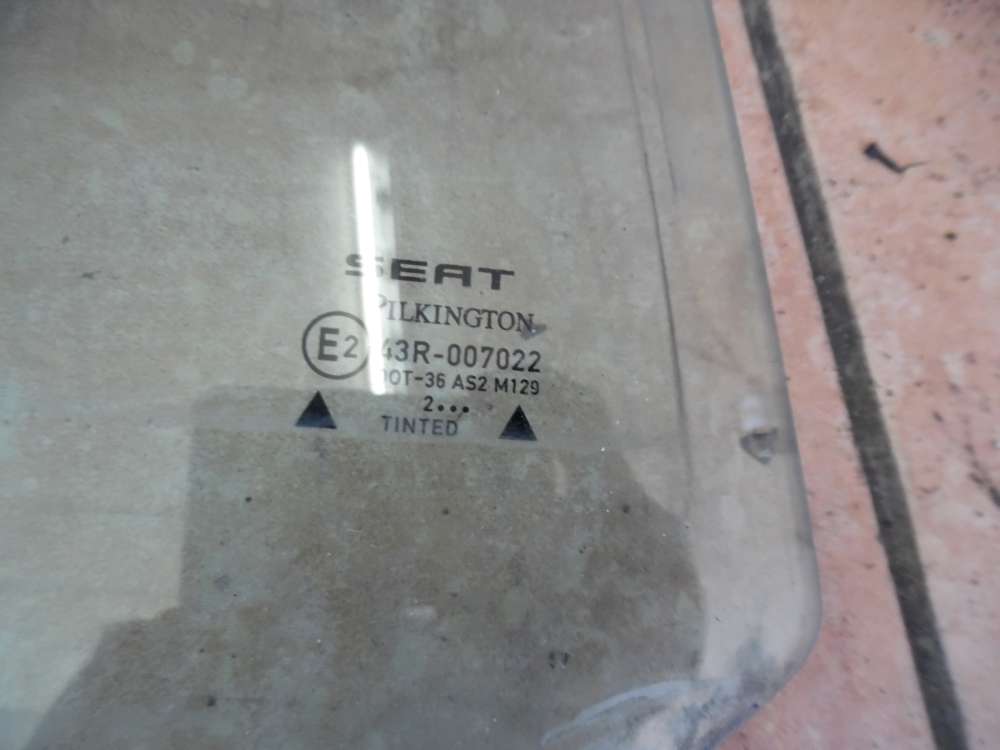 SEAT
PILKINGTON
E2 43R-007022
DOT-36 AS2 M129
2•••
TINTED